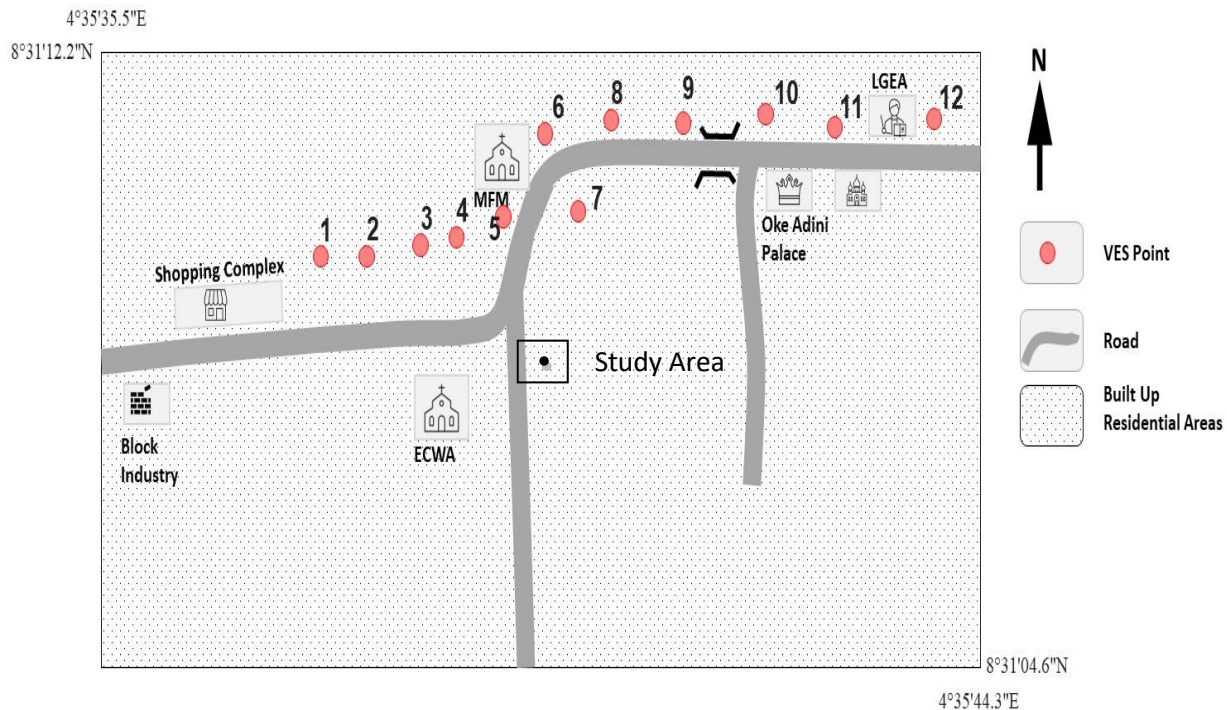 4°35'35.5"E
8°31'12.2"N
N
LGEA
6
8
9
10
11
12
MFM
1
2
3
4
5
7
Oke Adini
Palace
Shopping Complex
VES Point
Study Area
Road
Block
Industry
ECWA
Built Up
Residential Areas
8°31'04.6"N
4°35'44.3"E